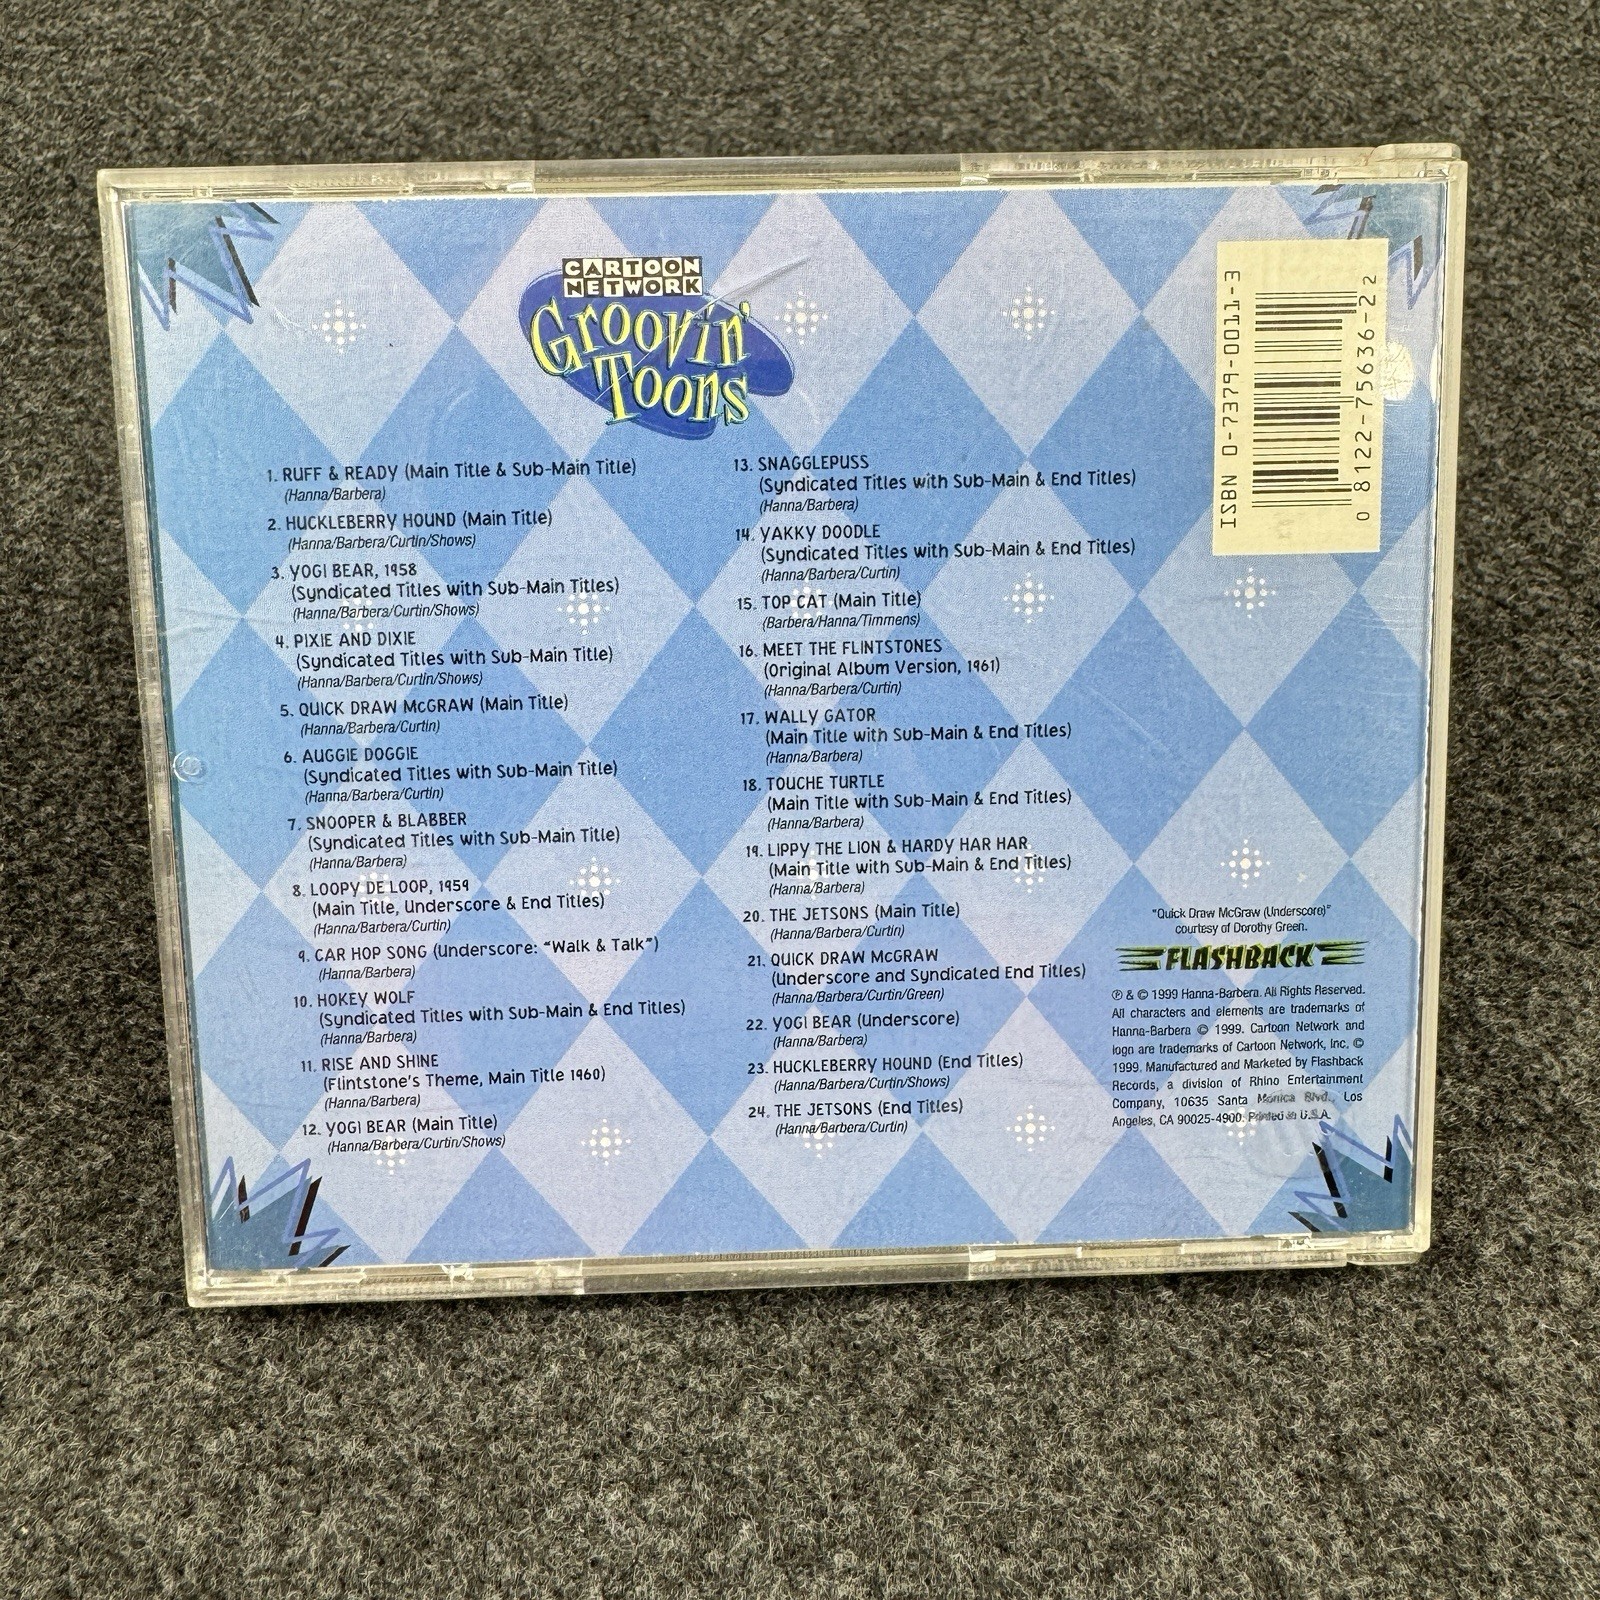 CARTOON
NETWORK
Groovin'
Toons
1. RUFF & READY (Main Title & Sub-Main Title)
(Hanna/Barbera)
2. HUCKLEBERRY HOUND (Main Title)
(Hanna/Barbera/Curtin/Shows)
3. YOGI BEAR, 1958
(Syndicated Titles with Sub-Main Titles)
(Hanna/Barbera/Curtin/Shows)
4. PIXIE AND DIXIE
(Syndicated Titles with Sub-Main Title)
(Hanna/Barbera/Curtin/Shows)
5. QUICK DRAW McGRAW (Main Title)
(Hanna/Barbera/Curtin)
6. AUGGIE DOGGIE
(Syndicated Titles with Sub-Main Title)
(Hanna/Barbera/Curtin)
7. SNOOPER & BLABBER
(Syndicated Titles with Sub-Main Title)
(Hanna/Barbera)
8. LOOPY DE LOOP, 1959
(Main Title, Underscore & End Titles)
(Hanna/Barbera/Curtin)
9. CAR HOP SONG (Underscore: "Walk & Talk")
(Hanna/Barbera)
10. HOKEY WOLF
(Syndicated Titles with Sub-Main & End Titles)
(Hanna/Barbera)
11. RISE AND SHINE
(Flintstone's Theme, Main Title 1960)
(Hanna/Barbera)
12. YOGI BEAR (Main Title)
(Hanna/Barbera/Curtin/Shows)
13. SNAGGLEPUSS
(Syndicated Titles with Sub-Main & End Titles)
(Hanna/Barbera)
14. YAKKY DOODLE
(Syndicated Titles with Sub-Main & End Titles)
(Hanna/Barbera/Curtin)
15. TOP CAT (Main Title)
(Barbera/Hanna/Timmens)
16. MEET THE FLINTSTONES
(Original Album Version, 1961)
(Hanna/Barbera/Curtin)
17. WALLY GATOR
(Main Title with Sub-Main & End Titles)
(Hanna/Barbera)
18. TOUCHE TURTLE
(Main Title with Sub-Main & End Titles)
(Hanna/Barbera)
19. LIPPY THE LION & HARDY HAR HAR
(Main Title with Sub-Main & End Titles)
(Hanna/Barbera)
20. THE JETSONS (Main Title)
(Hanna/Barbera/Curtin)
21. QUICK DRAW McGRAW
(Underscore and Syndicated End Titles)
(Hanna/Barbera/Curtin/Green)
22. YOGI BEAR (Underscore)
(Hanna/Barbera)
23. HUCKLEBERRY HOUND (End Titles)
(Hanna/Barbera/Curtin/Shows)
24. THE JETSONS (End Titles)
(Hanna/Barbera/Curtin)
ISBN 0-7379-0011-3
0 8122-75636-2 2
"Quick Draw McGraw (Underscore)"
courtesy of Dorothy Green.
FLASHBACK
℗ & © 1999 Hanna-Barbera. All Rights Reserved.
All characters and elements are trademarks of
Hanna-Barbera © 1999. Cartoon Network and
logo are trademarks of Cartoon Network, Inc. ©
1999. Manufactured and Marketed by Flashback
Records, a division of Rhino Entertainment
Company, 10635 Santa Monica Blvd., Los
Angeles, CA 90025-4900. Printed in U.S.A.